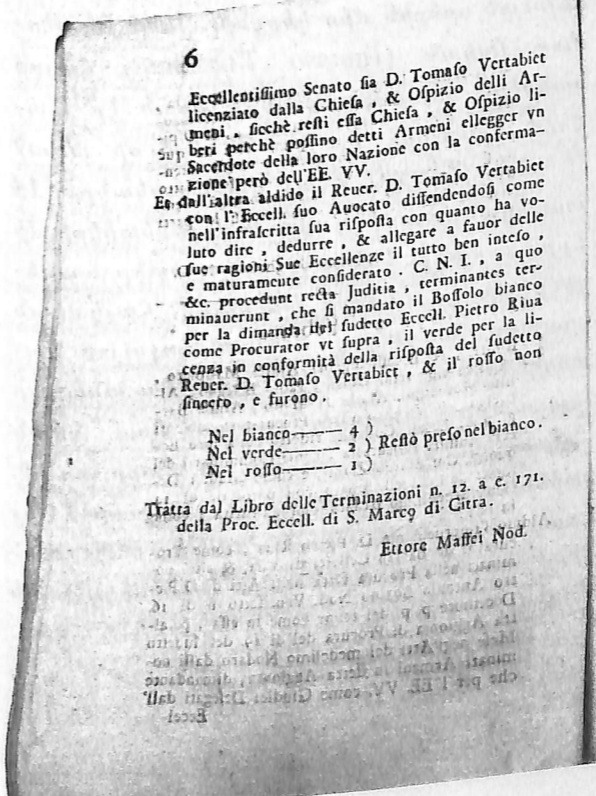 6
Eccellentissimo Senato sia D. Tomaso Vertabiet
licenziato dalla Chiesa, & Ospizio delli Ar-
meni, sicchè resti essa Chiesa, & Ospizio li-
beri perchè possino detti Armeni ellegger vn
Sacerdote della loro Nazione con la conferma-
zione però dell'EE. VV.
Et dall'altra aldido il Reuer. D. Tomaso Vertabiet
con l'Eccell. suo Auocato diffendendosi come
nell'infrascritta sua risposta con quanto ha vo-
luto dire, dedurre, & allegare a fauor delle
sue ragioni Sue Eccellenze il tutto ben inteso,
e maturamente considerato. C. N. I., a quo
&c. procedunt recta Juditia, terminantes ter-
minauerunt, che si mandato il Bossolo bianco
per la dimanda del sudetto Eccell. Pietro Riua
come Procurator vt supra, il verde per la li-
cenza in conformità della risposta del sudetto
Reuer. D. Tomaso Vertabiet, & il rosso non
sincero, e furono.
Nel bianco—— 4 )
Nel verde—— 2 ) Restò preso nel bianco.
Nel rosso—— 1 )
Tratta dal Libro delle Terminazioni n. 12. a c. 171.
della Proc. Eccell. di S. Marco di Citra.
Ettore Maffei Nod.